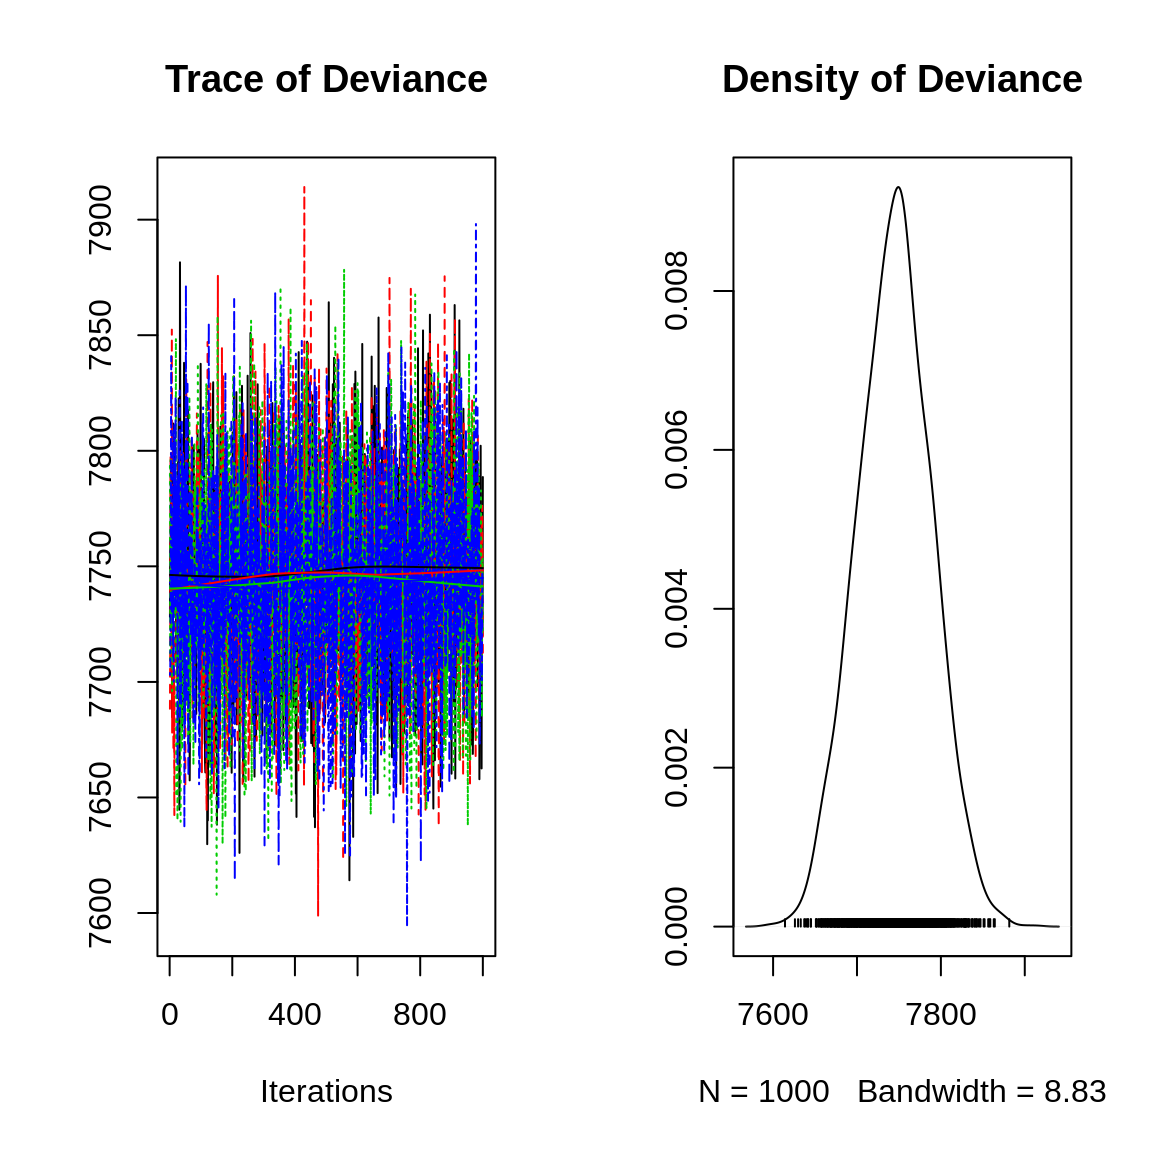 Trace of Deviance
7900
7850
7800
7750
7700
7650
7600
0 400 800
Iterations
Density of Deviance
0.008
0.006
0.004
0.002
0.000
7600 7800
N = 1000 Bandwidth = 8.83